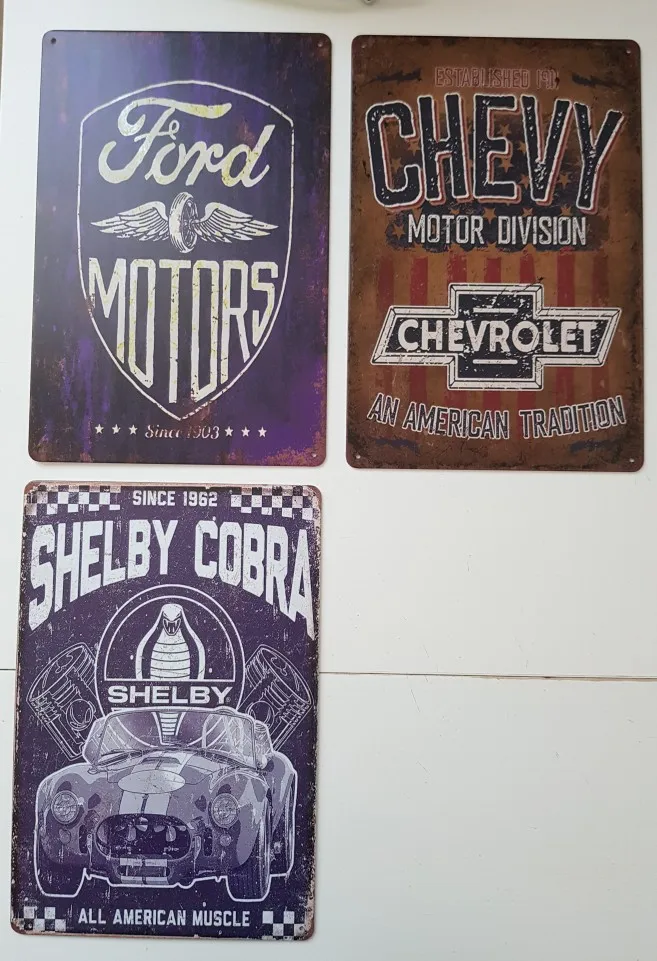 Ford
MOTORS
Since 1903
ESTABLISHED 1911
CHEVY
MOTOR DIVISION
CHEVROLET
AN AMERICAN TRADITION
SINCE 1962
SHELBY COBRA
SHELBY
ALL AMERICAN MUSCLE